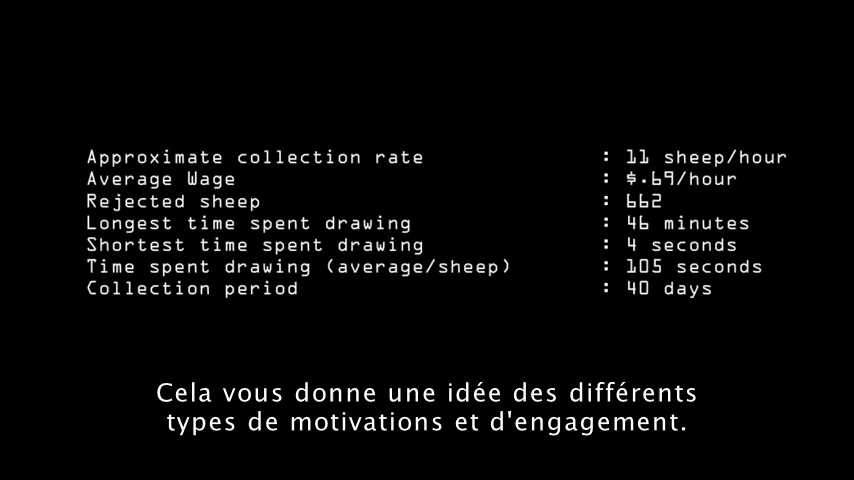 Approximate collection rate : 11 sheep/hour
Average Wage : $.69/hour
Rejected sheep : 662
Longest time spent drawing : 46 minutes
Shortest time spent drawing : 4 seconds
Time spent drawing (average/sheep) : 105 seconds
Collection period : 40 days
Cela vous donne une idée des différents
types de motivations et d'engagement.